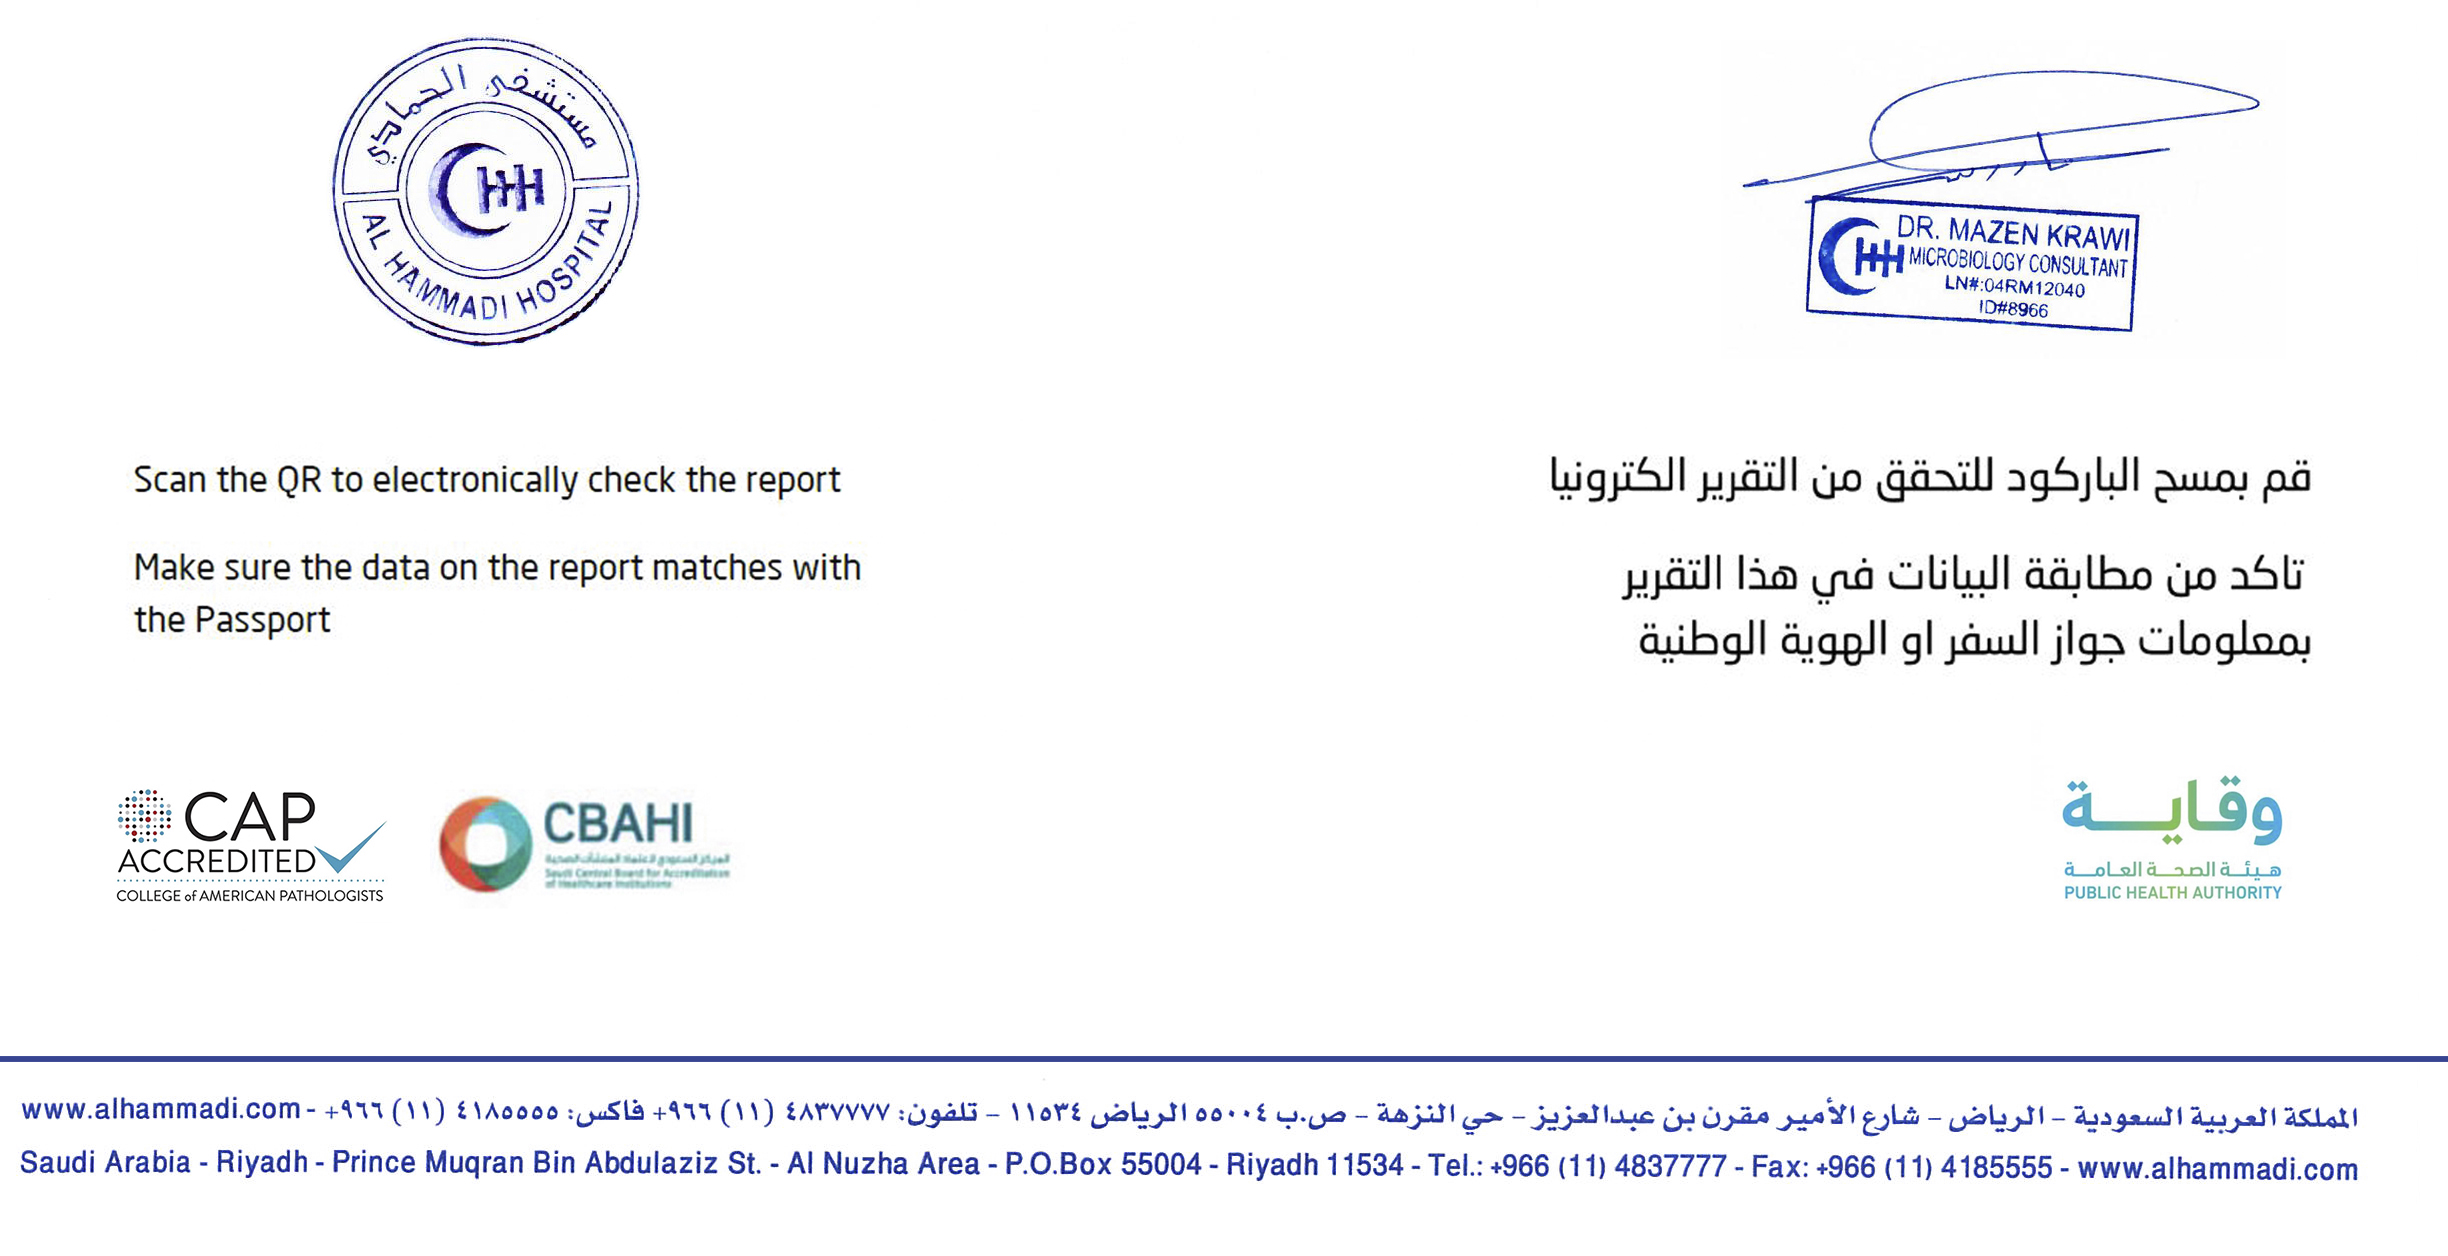 مستشفى الحمادي
CHH
AL HAMMADI HOSPITAL
DR. MAZEN KRAWI
CHH
MICROBIOLOGY CONSULTANT
LN#:04RM12040
ID#8966
Scan the QR to electronically check the report
قم بمسح الباركود للتحقق من التقرير الكترونيا
Make sure the data on the report matches with
the Passport
تاكد من مطابقة البيانات في هذا التقرير
بمعلومات جواز السفر او الهوية الوطنية
CAP
ACCREDITED
COLLEGE of AMERICAN PATHOLOGISTS
CBAHI
المركز السعودي لاعتماد المنشآت الصحية
Saudi Central Board for Accreditation
of Healthcare Institutions
وقايـــة
هيئـة الصحـة العـامـة
PUBLIC HEALTH AUTHORITY
المملكة العربية السعودية – الرياض – شارع الأمير مقرن بن عبدالعزيز – حي النزهة – ص.ب ٥٥٠٠٤ الرياض ١١٥٣٤ – تلفون: ٤٨٣٧٧٧٧ (١١) ٩٦٦+ فاكس: ٤١٨٥٥٥٥ (١١) ٩٦٦+ - www.alhammadi.com
Saudi Arabia - Riyadh - Prince Muqran Bin Abdulaziz St. - Al Nuzha Area - P.O.Box 55004 - Riyadh 11534 - Tel.: +966 (11) 4837777 - Fax: +966 (11) 4185555 - www.alhammadi.com